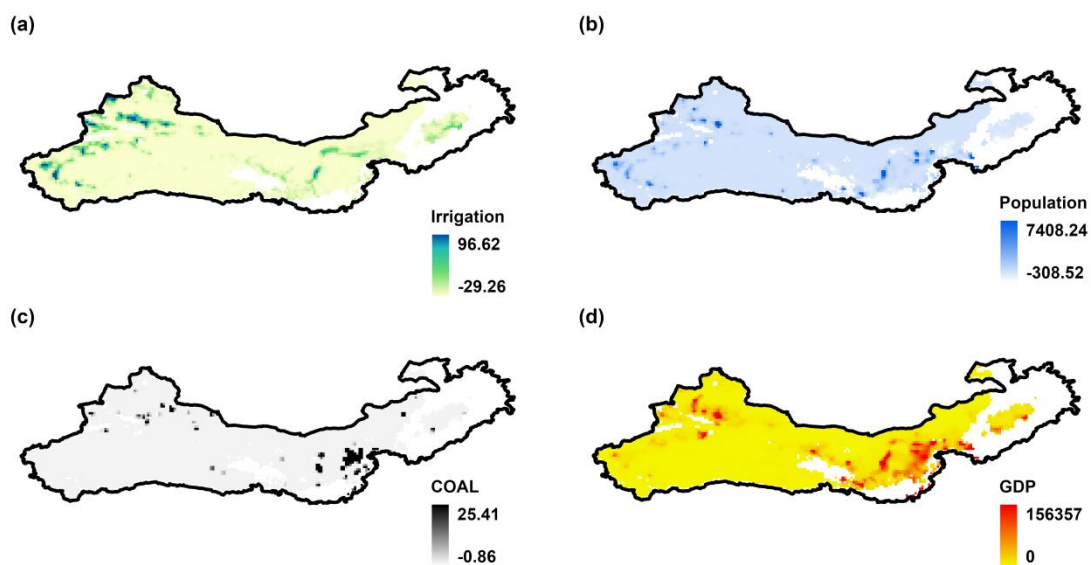 (a)
(b)
Irrigation
96.62
-29.26
Population
7408.24
-308.52
(c)
(d)
COAL
25.41
-0.86
GDP
156357
0